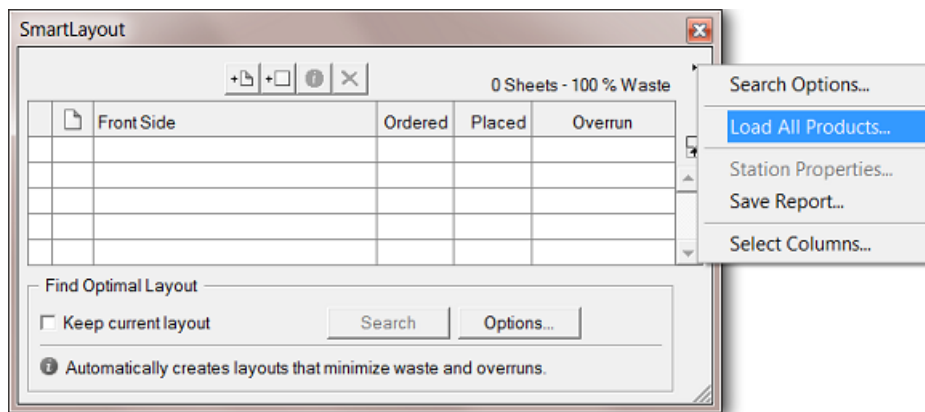 SmartLayout
0 Sheets - 100 % Waste
Front Side Ordered Placed Overrun
Search Options...
Load All Products...
Station Properties...
Save Report...
Select Columns...
Find Optimal Layout
Keep current layout Search Options...
Automatically creates layouts that minimize waste and overruns.